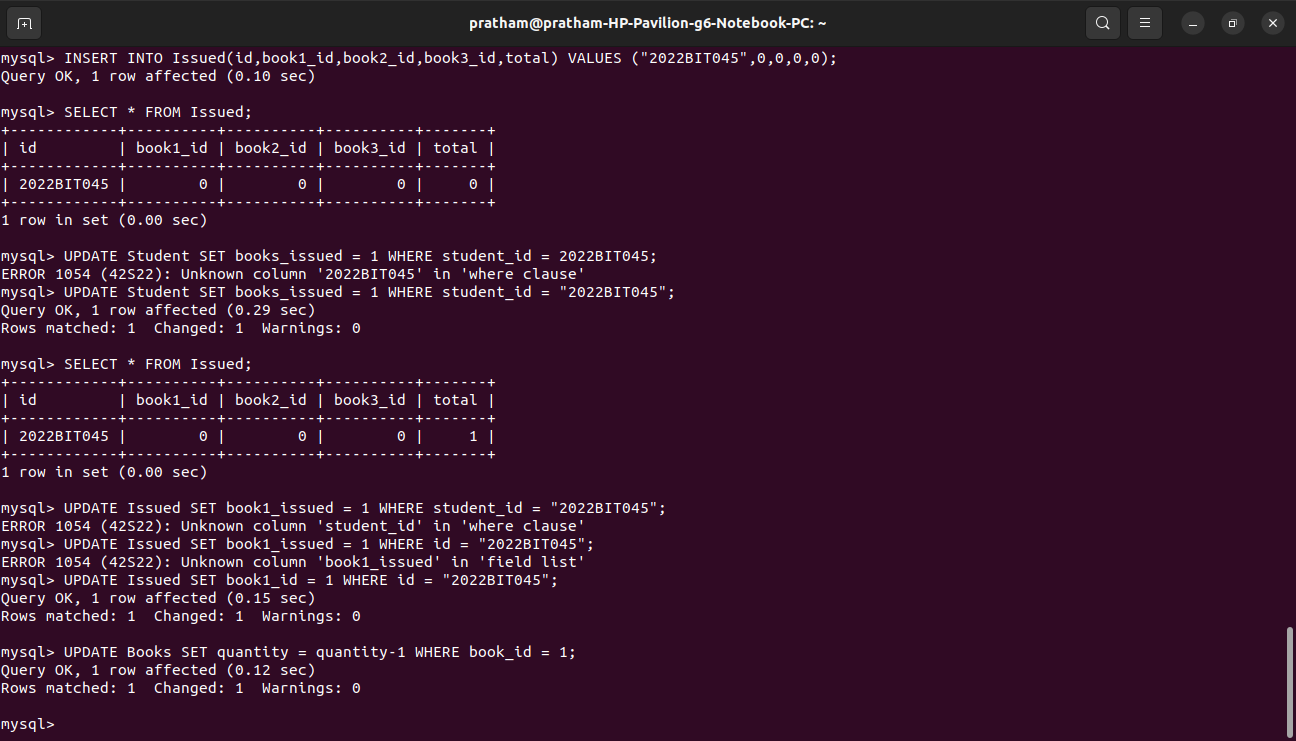 pratham@pratham-HP-Pavilion-g6-Notebook-PC: ~
mysql> INSERT INTO Issued(id,book1_id,book2_id,book3_id,total) VALUES ("2022BIT045",0,0,0,0);
Query OK, 1 row affected (0.10 sec)

mysql> SELECT * FROM Issued;
+------------+----------+----------+----------+-------+
| id         | book1_id | book2_id | book3_id | total |
+------------+----------+----------+----------+-------+
| 2022BIT045 |        0 |        0 |        0 |     0 |
+------------+----------+----------+----------+-------+
1 row in set (0.00 sec)

mysql> UPDATE Student SET books_issued = 1 WHERE student_id = 2022BIT045;
ERROR 1054 (42S22): Unknown column '2022BIT045' in 'where clause'
mysql> UPDATE Student SET books_issued = 1 WHERE student_id = "2022BIT045";
Query OK, 1 row affected (0.29 sec)
Rows matched: 1  Changed: 1  Warnings: 0

mysql> SELECT * FROM Issued;
+------------+----------+----------+----------+-------+
| id         | book1_id | book2_id | book3_id | total |
+------------+----------+----------+----------+-------+
| 2022BIT045 |        0 |        0 |        0 |     1 |
+------------+----------+----------+----------+-------+
1 row in set (0.00 sec)

mysql> UPDATE Issued SET book1_issued = 1 WHERE student_id = "2022BIT045";
ERROR 1054 (42S22): Unknown column 'student_id' in 'where clause'
mysql> UPDATE Issued SET book1_issued = 1 WHERE id = "2022BIT045";
ERROR 1054 (42S22): Unknown column 'book1_issued' in 'field list'
mysql> UPDATE Issued SET book1_id = 1 WHERE id = "2022BIT045";
Query OK, 1 row affected (0.15 sec)
Rows matched: 1  Changed: 1  Warnings: 0

mysql> UPDATE Books SET quantity = quantity-1 WHERE book_id = 1;
Query OK, 1 row affected (0.12 sec)
Rows matched: 1  Changed: 1  Warnings: 0

mysql>